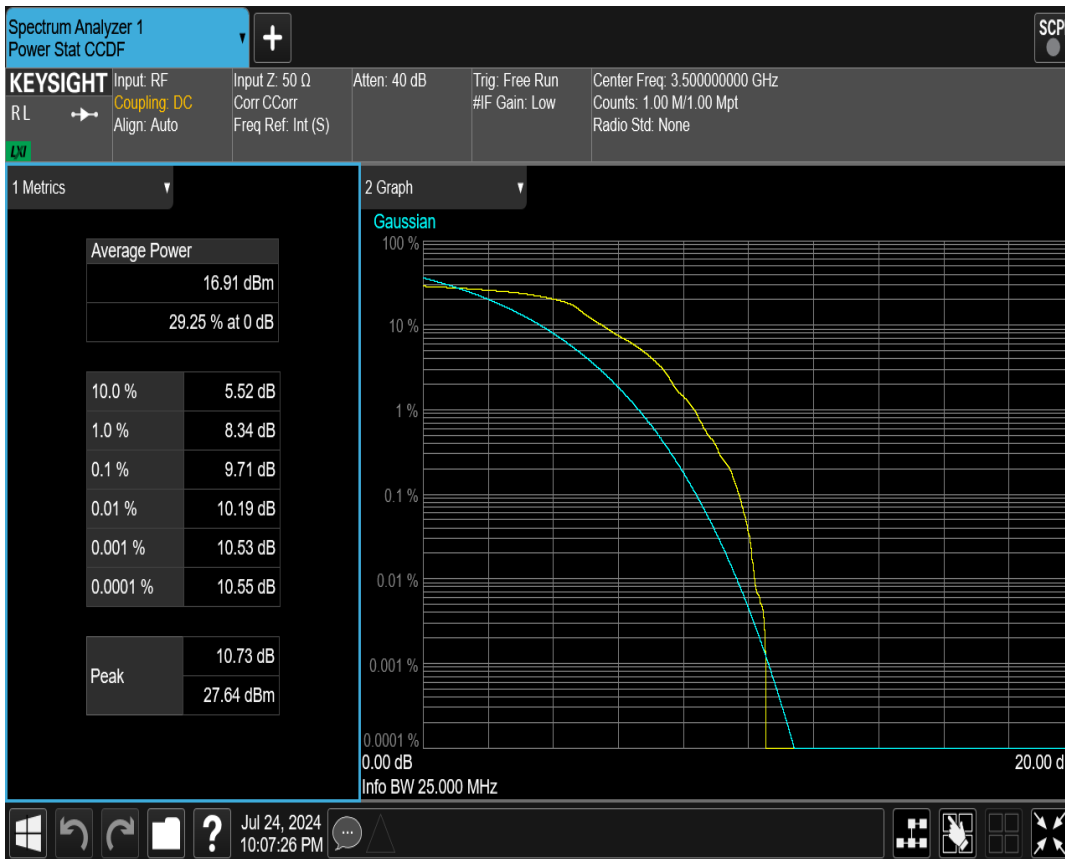 Spectrum Analyzer 1
Power Stat CCDF
+
SCP
KEYSIGHT
RL
LXI
Input: RF
Coupling: DC
Align: Auto
Input Z: 50 Ω
Corr CCorr
Freq Ref: Int (S)
Atten: 40 dB
Trig: Free Run
#IF Gain: Low
Center Freq: 3.500000000 GHz
Counts: 1.00 M/1.00 Mpt
Radio Std: None
1 Metrics
Average Power
16.91 dBm
29.25 % at 0 dB
10.0 % 5.52 dB
1.0 % 8.34 dB
0.1 % 9.71 dB
0.01 % 10.19 dB
0.001 % 10.53 dB
0.0001 % 10.55 dB
Peak
10.73 dB
27.64 dBm
2 Graph
Gaussian
100 %
10 %
1 %
0.1 %
0.01 %
0.001 %
0.0001 %
0.00 dB 20.00 d
Info BW 25.000 MHz
?
Jul 24, 2024
10:07:26 PM